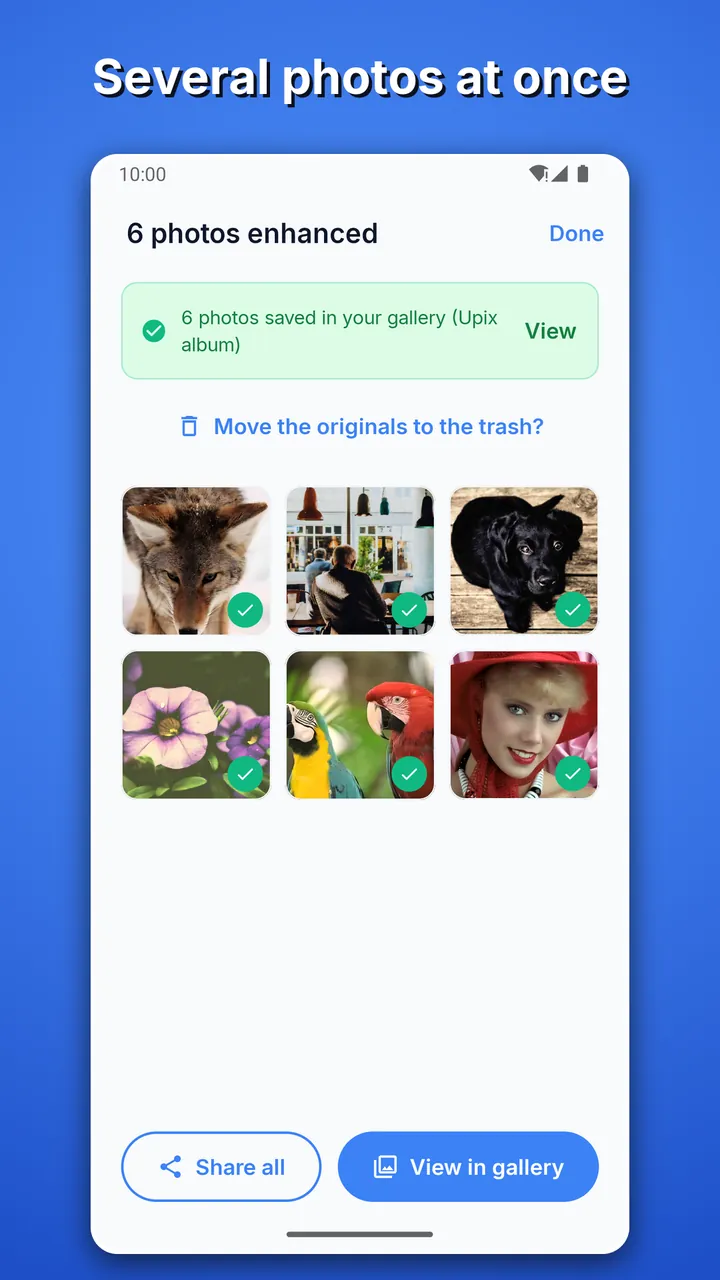 Several photos at once
10:00
6 photos enhanced
Done
6 photos saved in your gallery (Upix
album)
View
Move the originals to the trash?
Share all
View in gallery